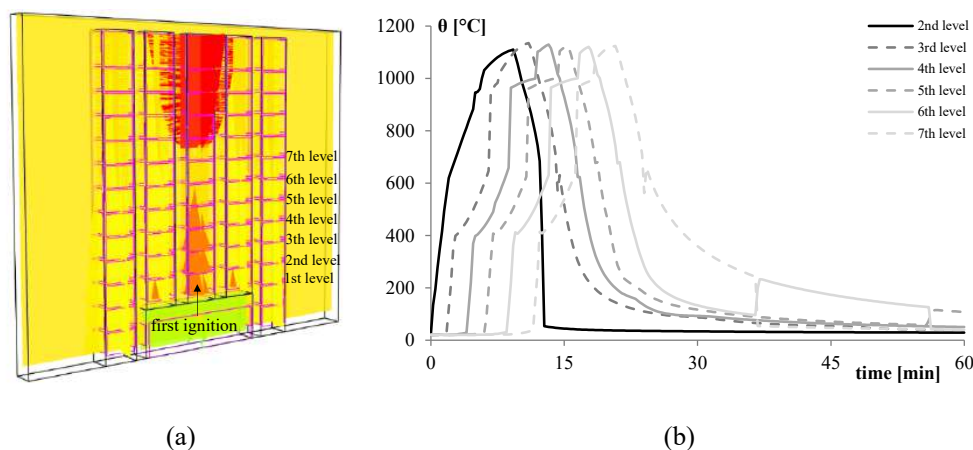 7th level
6th level
5th level
4th level
3th level
2nd level
1st level
first ignition
(a)
θ [°C]
1200
1000
800
600
400
200
0
0 15 30 45 60
time [min]
2nd level
3rd level
4th level
5th level
6th level
7th level
(b)